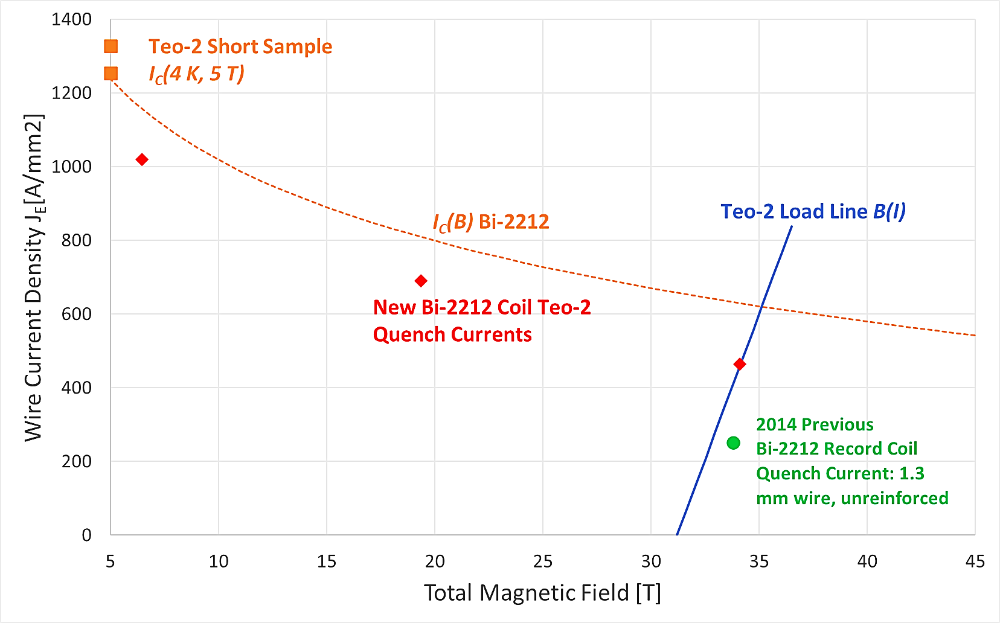 1400
1200
1000
800
600
400
200
0
Wire Current Density JE[A/mm2]
Teo-2 Short Sample
IC(4 K, 5 T)
IC(B) Bi-2212
Teo-2 Load Line B(I)
New Bi-2212 Coil Teo-2
Quench Currents
2014 Previous
Bi-2212 Record Coil
Quench Current: 1.3
mm wire, unreinforced
5 10 15 20 25 30 35 40 45
Total Magnetic Field [T]